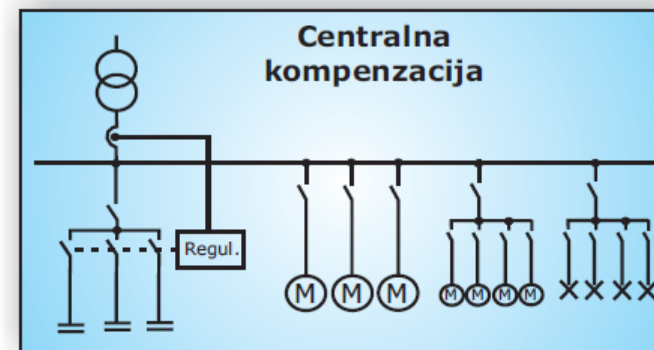 Centralna
kompenzacija
Regul.
M M M
M M M M